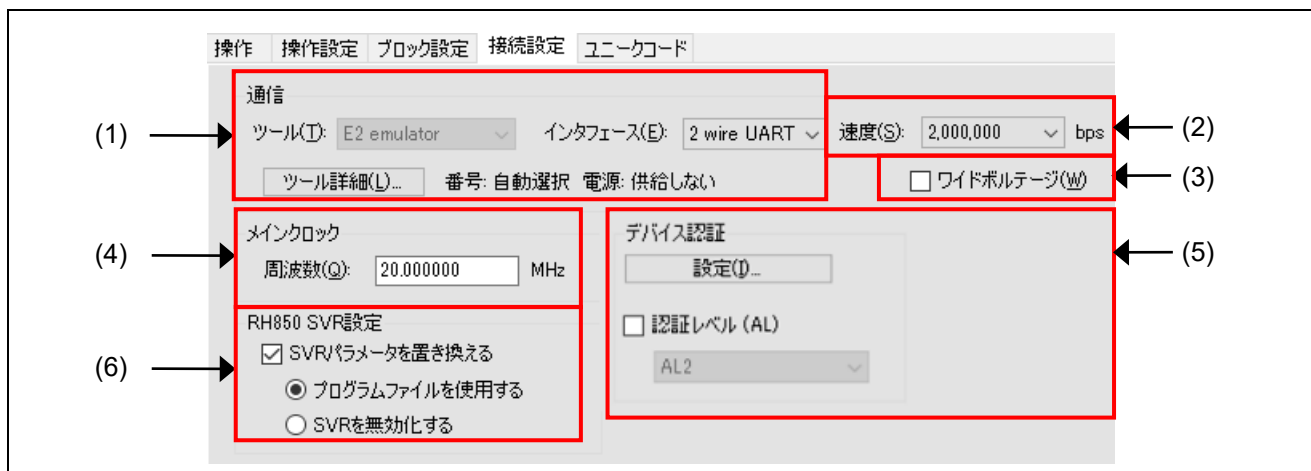 操作 操作設定 ブロック設定 接続設定 ユニークコード
通信
(1) ツール(T): E2 emulator インタフェース(E): 2 wire UART 速度(S): 2,000,000 bps (2)
ツール詳細(L)... 番号: 自動選択 電源: 供給しない ワイドボルテージ(W) (3)
メインクロック デバイス認証
(4) 周波数(Q): 20.000000 MHz 設定(I)... (5)
RH850 SVR設定 認証レベル (AL)
(6) SVRパラメータを置き換える AL2
プログラムファイルを使用する
SVRを無効化する